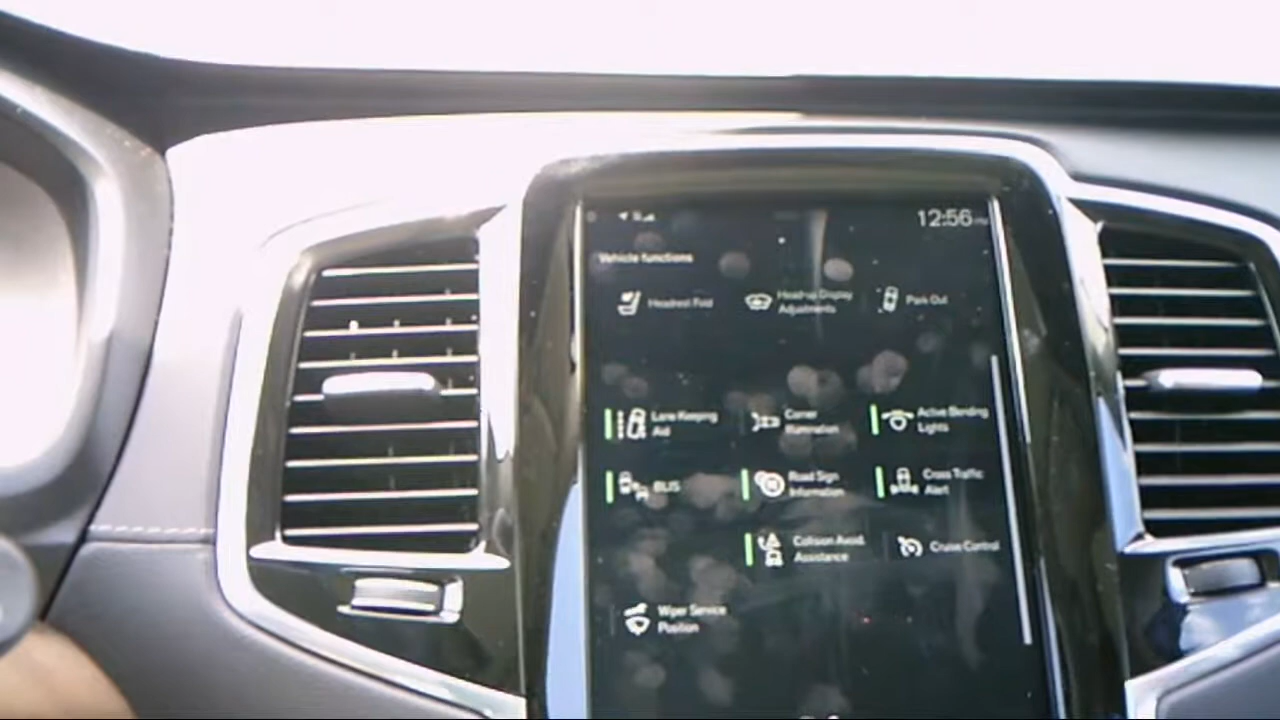 12:56
Vehicle functions
Headrest Fold
Head-up Display
Adjustments
Park Out
Lane Keeping
Aid
Corner
Illumination
Active Bending
Lights
BLIS
Road Sign
Information
Cross Traffic
Alert
Collision Avoid.
Assistance
Cruise Control
Wiper Service
Position